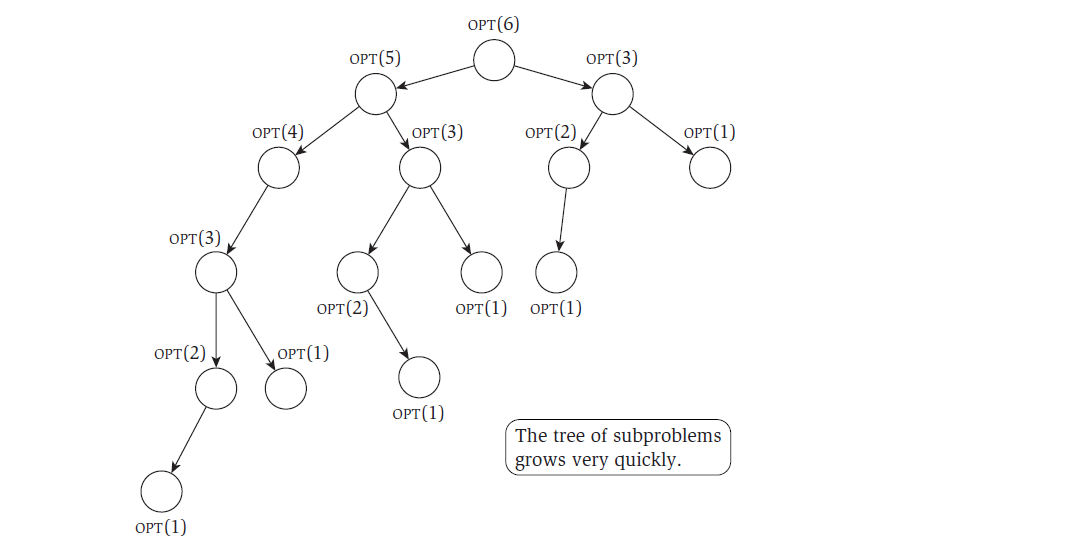 OPT(6)
OPT(5)
OPT(3)
OPT(4)
OPT(3)
OPT(2)
OPT(1)
OPT(3)
OPT(2)
OPT(1)
OPT(1)
OPT(2)
OPT(1)
OPT(1)
OPT(1)
The tree of subproblems
grows very quickly.